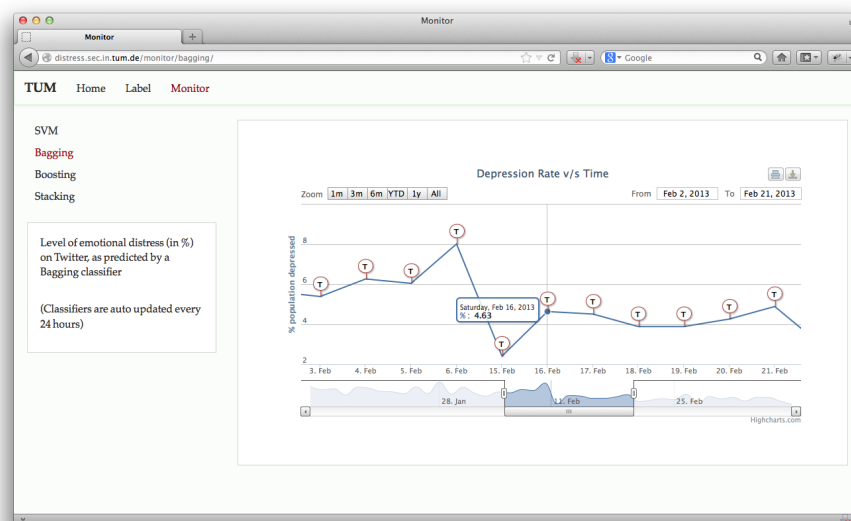 Monitor
Monitor
distress.sec.in.tum.de/monitor/bagging/
Google
TUM Home Label Monitor
SVM
Bagging
Boosting
Stacking
Level of emotional distress (in %)
on Twitter, as predicted by a
Bagging classifier
(Classifiers are auto updated every
24 hours)
Depression Rate v/s Time
Zoom 1m 3m 6m YTD 1y All
From Feb 2, 2013 To Feb 21, 2013
% population depressed
8
6
4
2
T T T T T T T T T T T
Saturday, Feb 16, 2013
%: 4.63
3. Feb 4. Feb 5. Feb 6. Feb 15. Feb 16. Feb 17. Feb 18. Feb 19. Feb 20. Feb 21. Feb
28. Jan 11. Feb 25. Feb
Highcharts.com